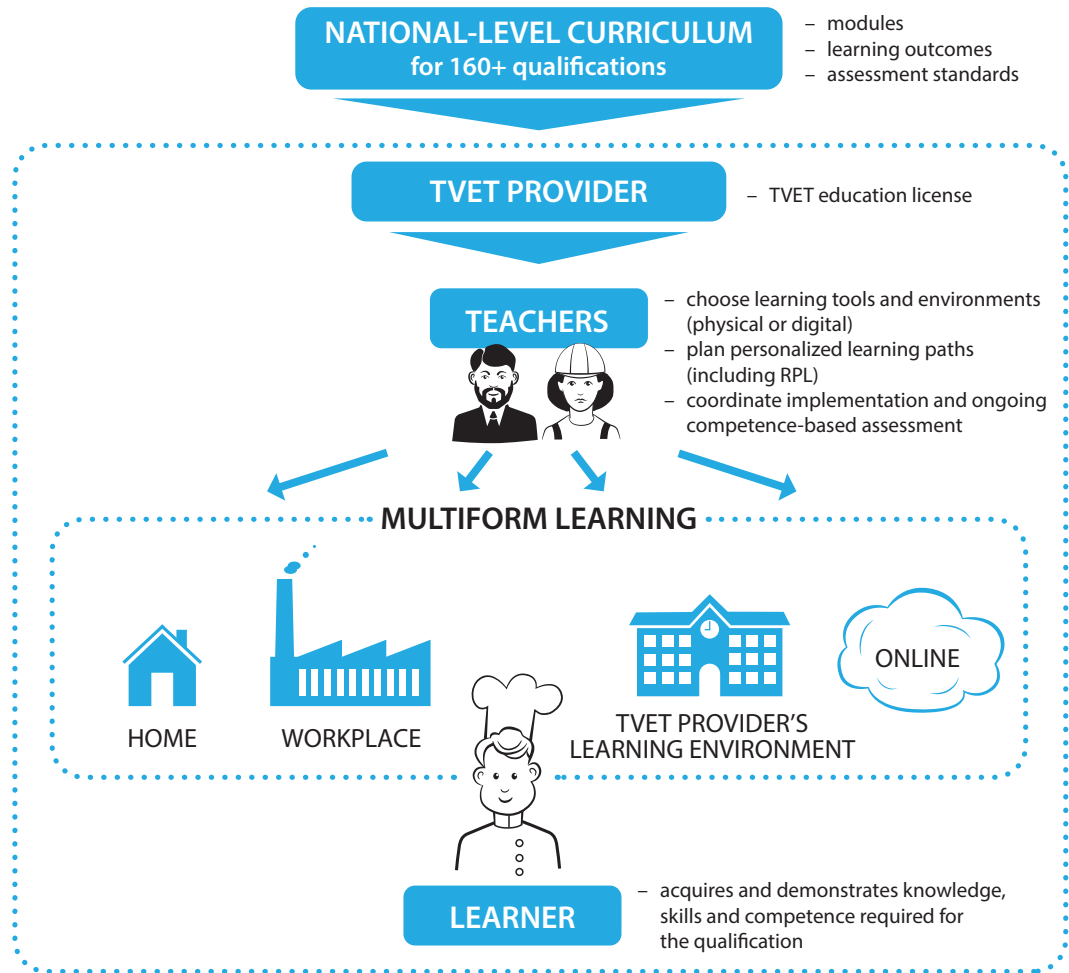 NATIONAL-LEVEL CURRICULUM
for 160+ qualifications
– modules
– learning outcomes
– assessment standards
TVET PROVIDER
– TVET education license
TEACHERS
– choose learning tools and environments
(physical or digital)
– plan personalized learning paths
(including RPL)
– coordinate implementation and ongoing
competence-based assessment
MULTIFORM LEARNING
HOME
WORKPLACE
TVET PROVIDER'S
LEARNING ENVIRONMENT
ONLINE
LEARNER
– acquires and demonstrates knowledge,
skills and competence required for
the qualification